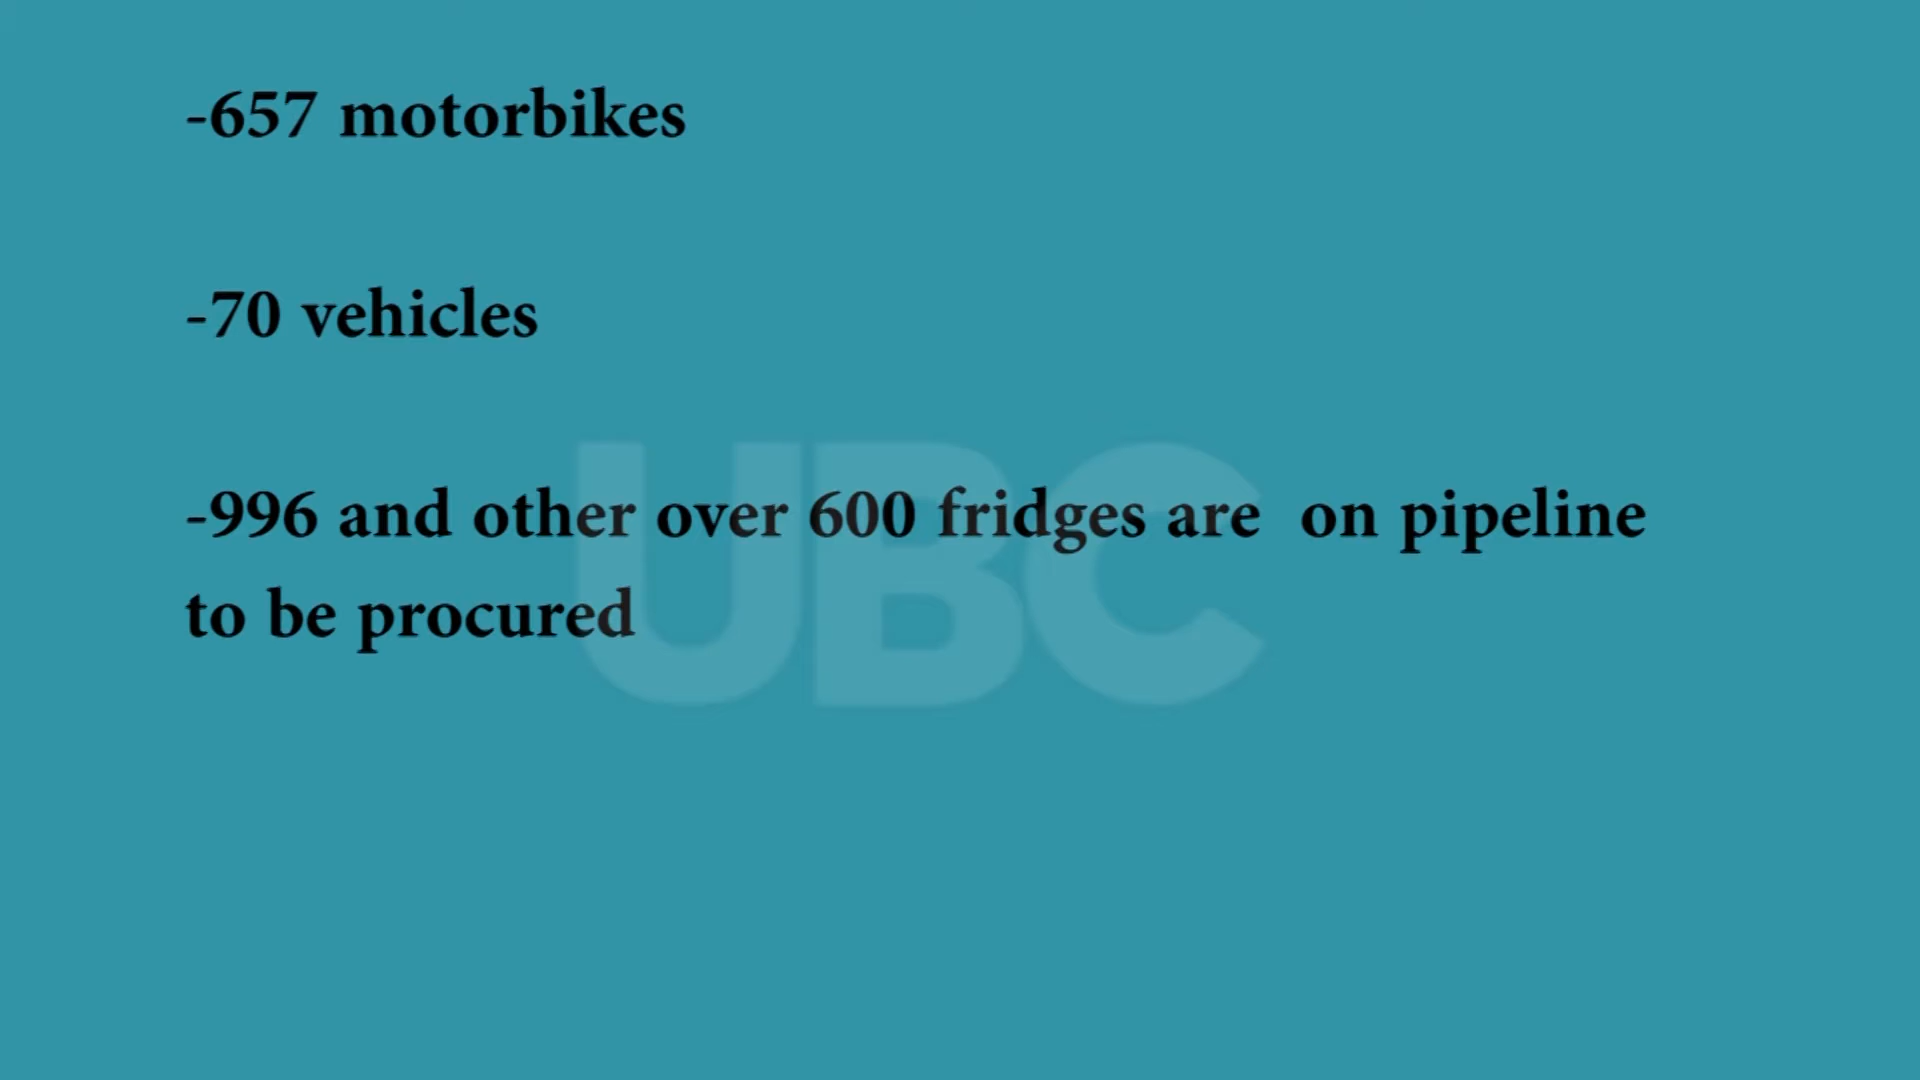 -657 motorbikes
-70 vehicles
-996 and other over 600 fridges are on pipeline
to be procured
UBC